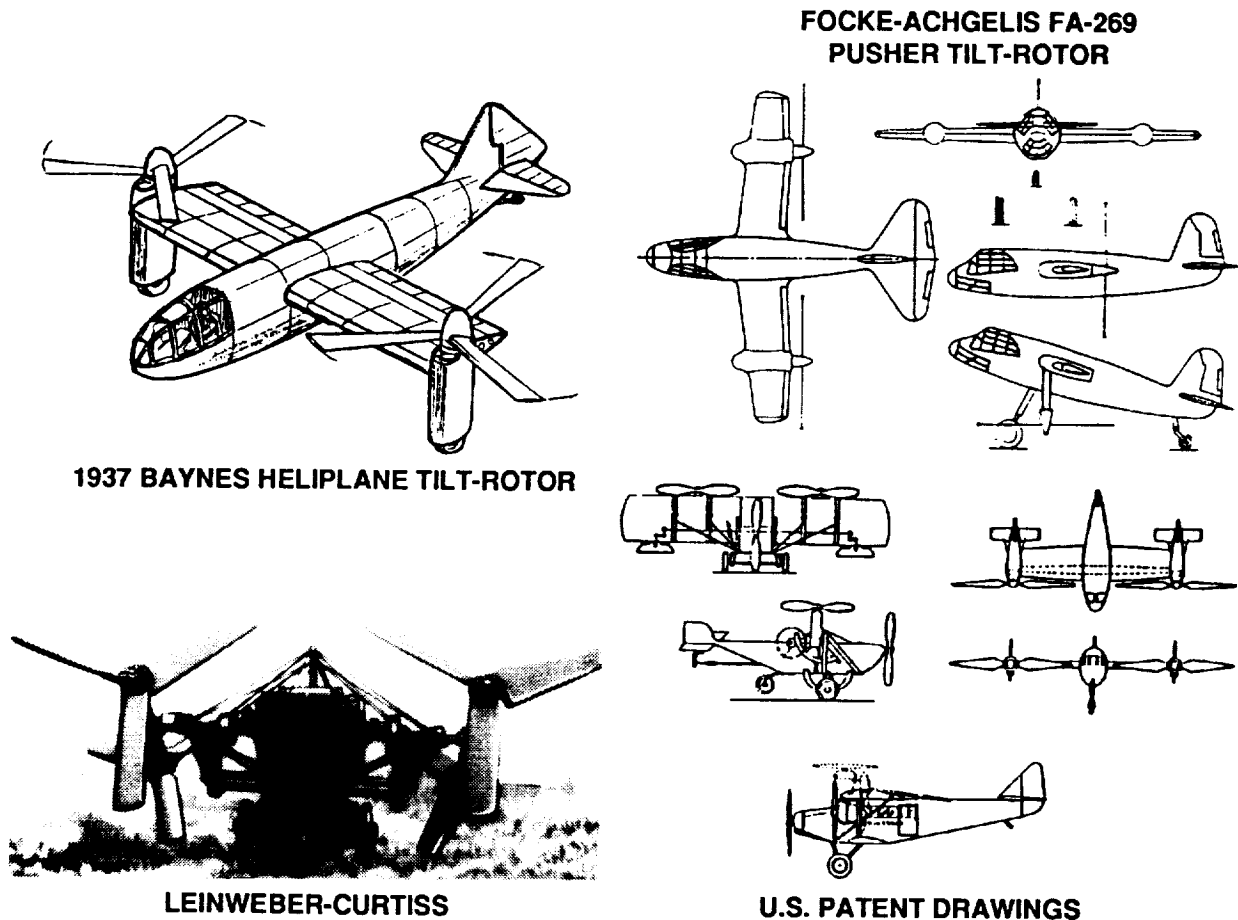 FOCKE-ACHGELIS FA-269
PUSHER TILT-ROTOR
1937 BAYNES HELIPLANE TILT-ROTOR
LEINWEBER-CURTISS
U.S. PATENT DRAWINGS